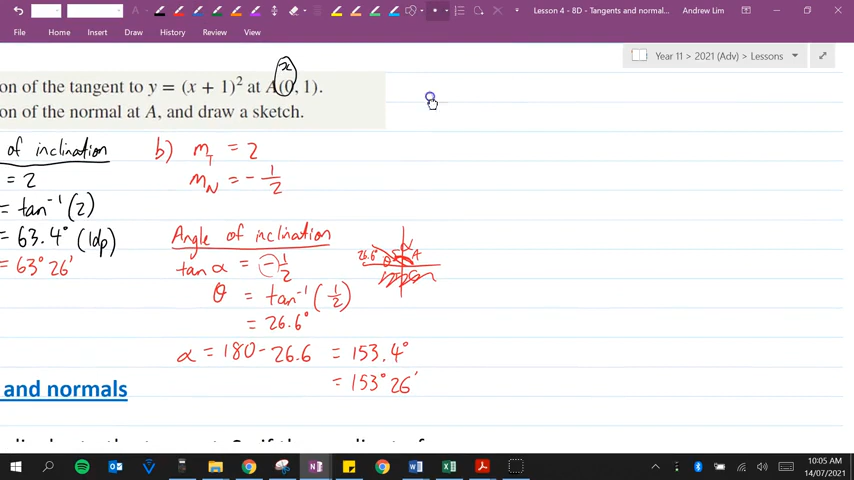 Lesson 4 - 8D - Tangents and normal...
Andrew Lim
File Home Insert Draw History Review View
Year 11 > 2021 (Adv) > Lessons
x
on of the tangent to y = (x + 1)² at A(0, 1).
on of the normal at A, and draw a sketch.
of inclination
= 2
= tan⁻¹ (2)
= 63.4° (1dp)
= 63° 26'
b) m_T = 2
m_N = - 1/2
Angle of inclination
tan α = - 1/2
θ = tan⁻¹ (1/2)
= 26.6°
α = 180 - 26.6 = 153.4°
= 153° 26'
26.6° θ S α A
and normals
10:05 AM
14/07/2021